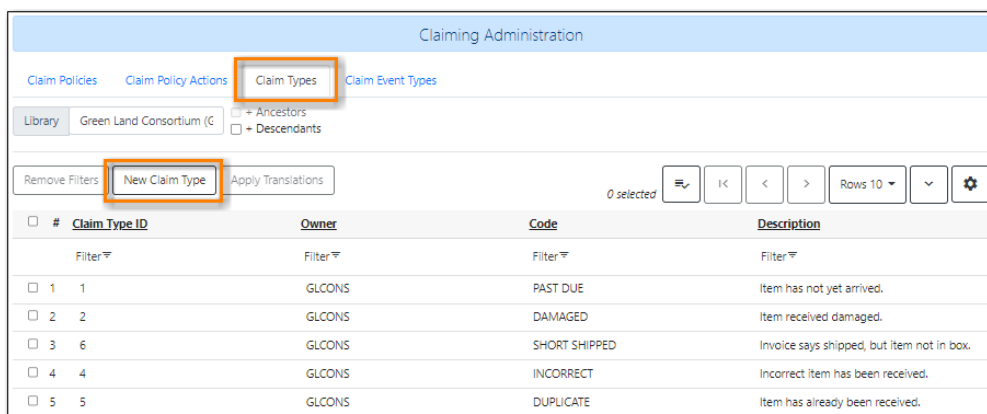 Claiming Administration
Claim Policies Claim Policy Actions Claim Types Claim Event Types
Library Green Land Consortium (G + Ancestors
+ Descendants
Remove Filters New Claim Type Apply Translations 0 selected Rows 10
# Claim Type ID Owner Code Description
Filter Filter Filter Filter
1 1 GLCONS PAST DUE Item has not yet arrived.
2 2 GLCONS DAMAGED Item received damaged.
3 6 GLCONS SHORT SHIPPED Invoice says shipped, but item not in box.
4 4 GLCONS INCORRECT Incorrect item has been received.
5 5 GLCONS DUPLICATE Item has already been received.